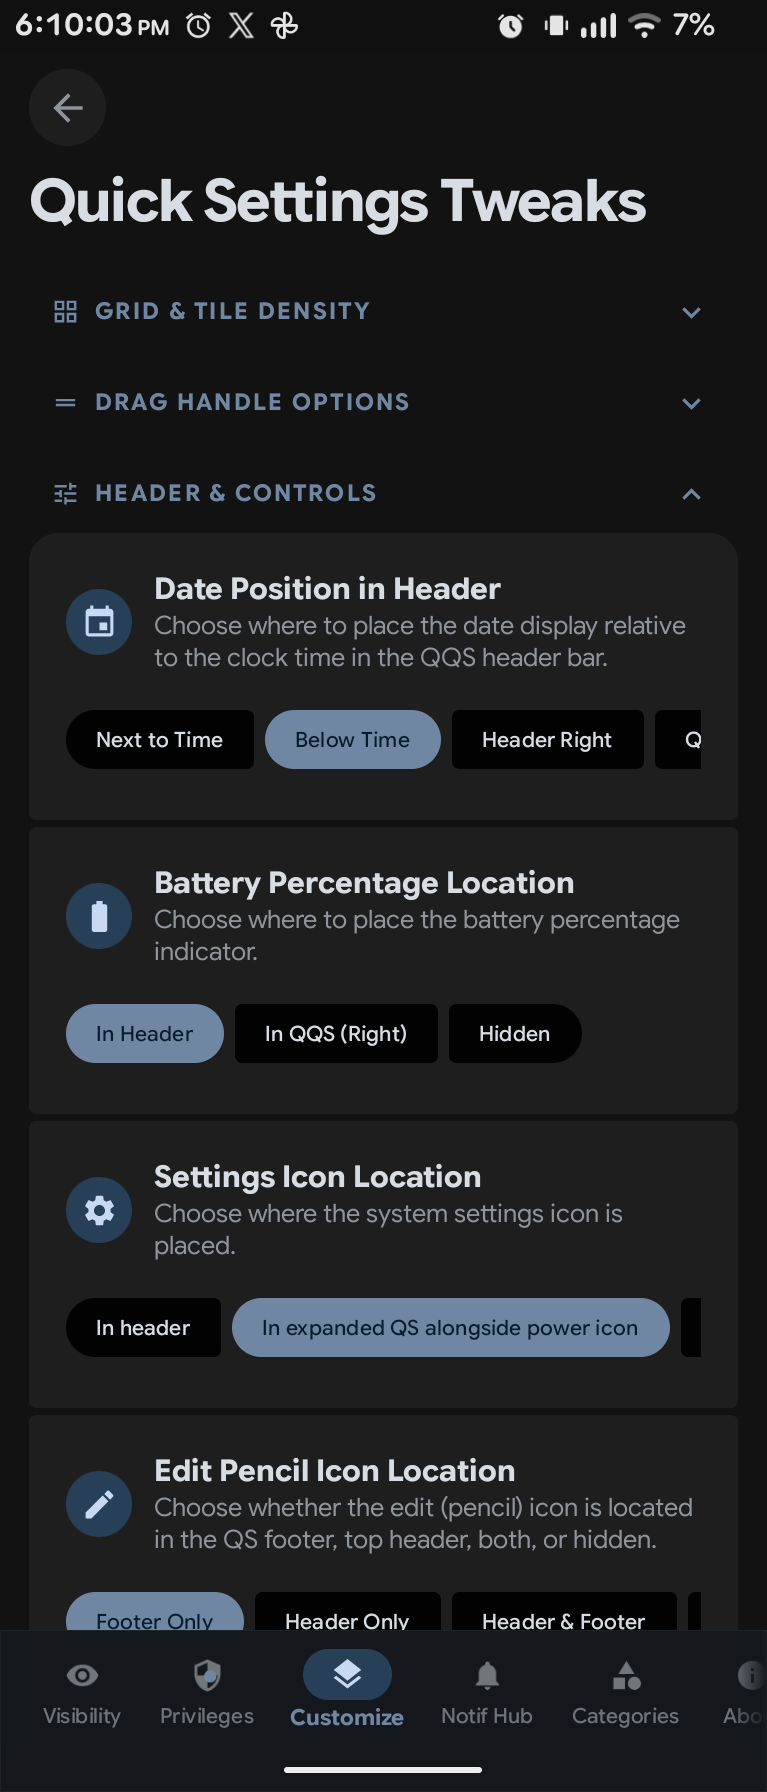 6:10:03 PM
7%
Quick Settings Tweaks
GRID & TILE DENSITY
DRAG HANDLE OPTIONS
HEADER & CONTROLS
Date Position in Header
Choose where to place the date display relative
to the clock time in the QQS header bar.
Next to Time Below Time Header Right
Battery Percentage Location
Choose where to place the battery percentage
indicator.
In Header In QQS (Right) Hidden
Settings Icon Location
Choose where the system settings icon is
placed.
In header In expanded QS alongside power icon
Edit Pencil Icon Location
Choose whether the edit (pencil) icon is located
in the QS footer, top header, both, or hidden.
Footer Only Header Only Header & Footer
Visibility Privileges Customize Notif Hub Categories Abo